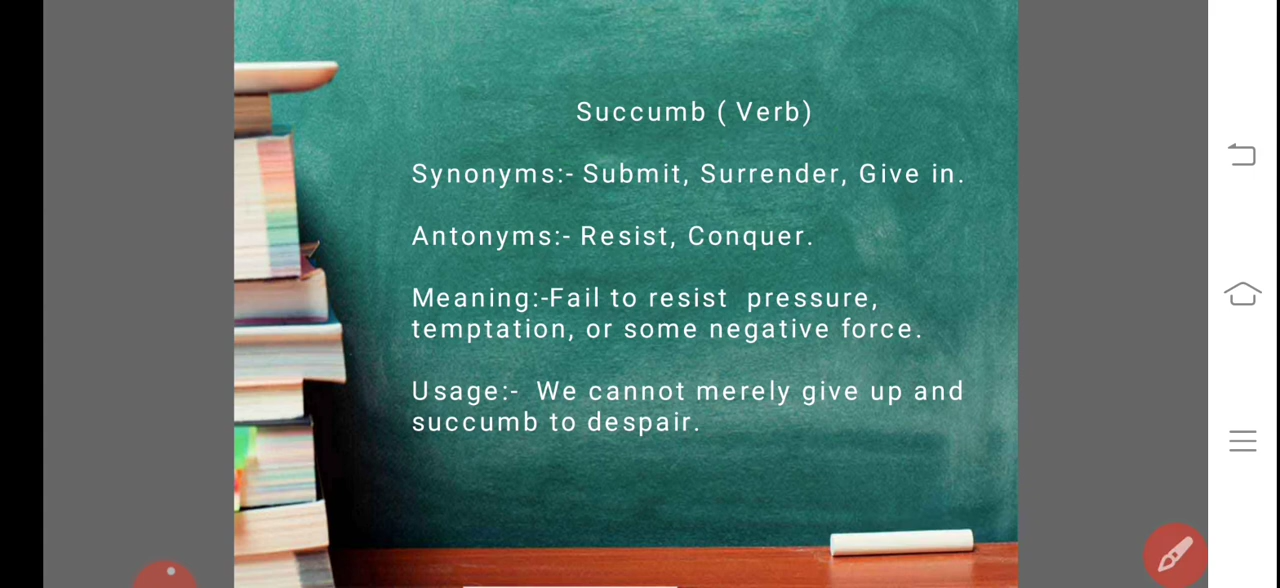 Succumb ( Verb)
Synonyms:- Submit, Surrender, Give in.
Antonyms:- Resist, Conquer.
Meaning:-Fail to resist  pressure,
temptation, or some negative force.
Usage:-  We cannot merely give up and
succumb to despair.